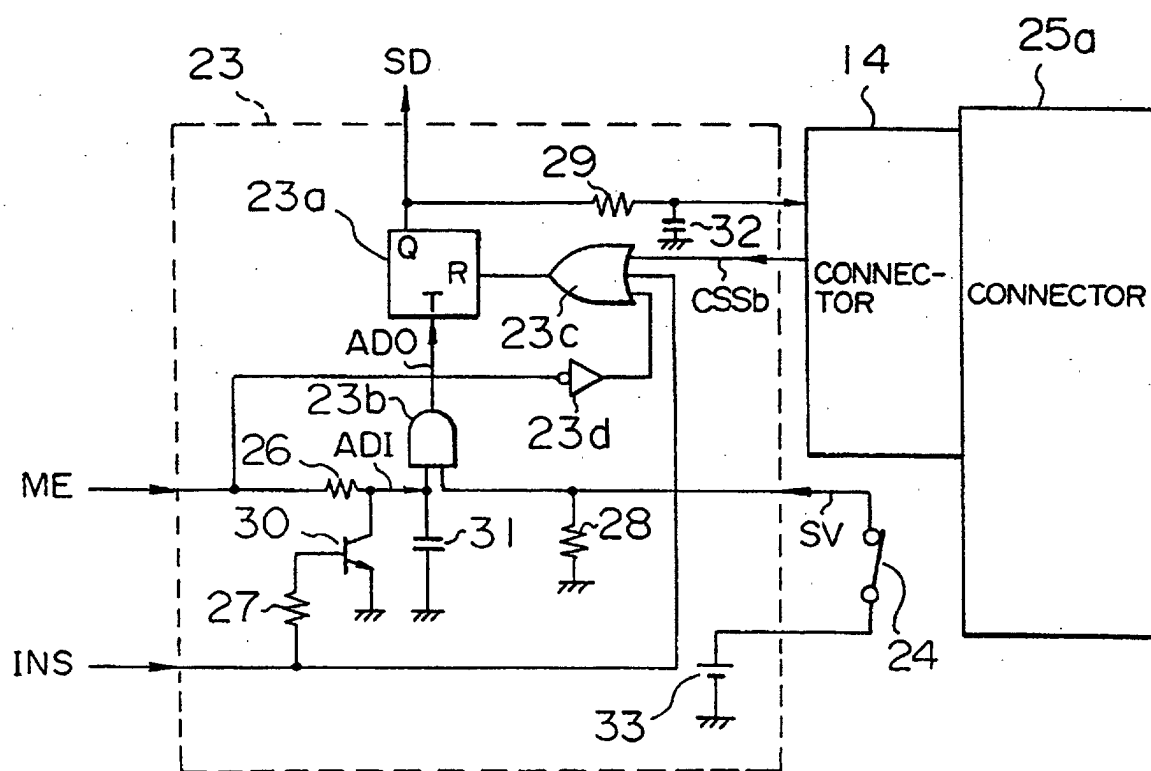 25a
14
23
SD
29
23a
Q
R
T
32
CONNEC-
TOR
CONNECTOR
CSSb
23c
ADO
23b
23d
ADI
26
ME
30
31
28
SV
27
24
INS
33